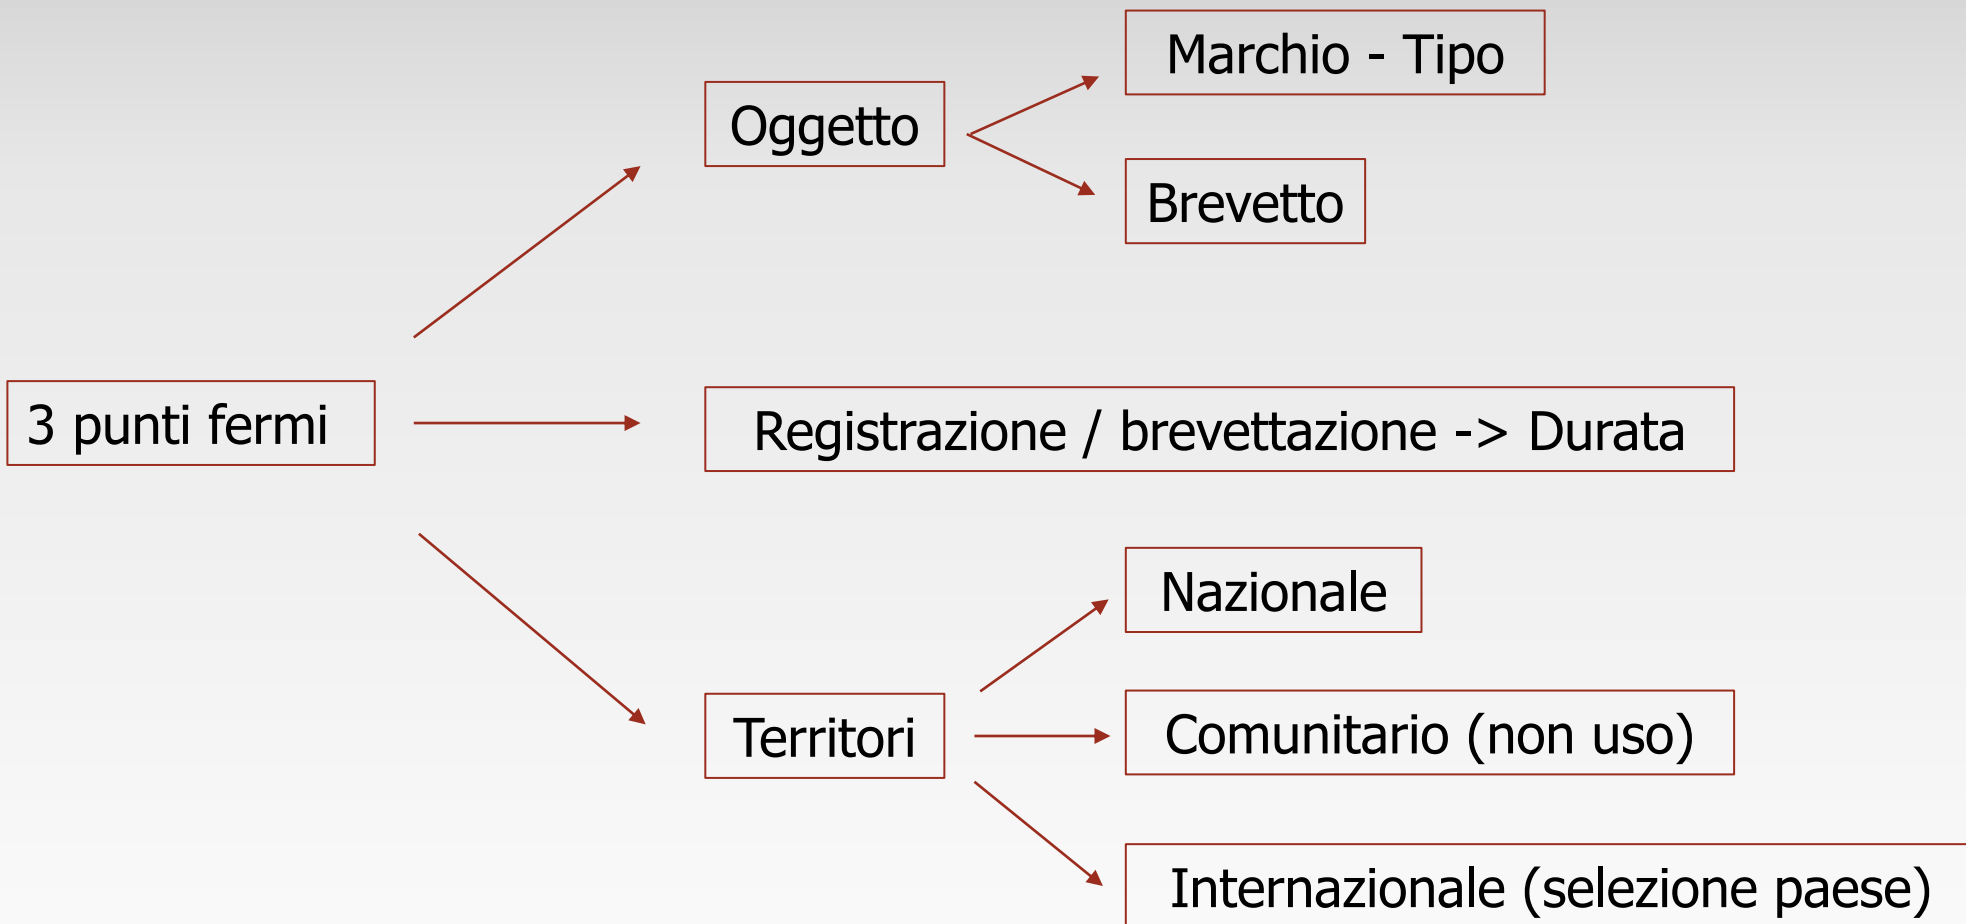 Marchio - Tipo
Oggetto
Brevetto
3 punti fermi
Registrazione / brevettazione -> Durata
Nazionale
Territori
Comunitario (non uso)
Internazionale (selezione paese)